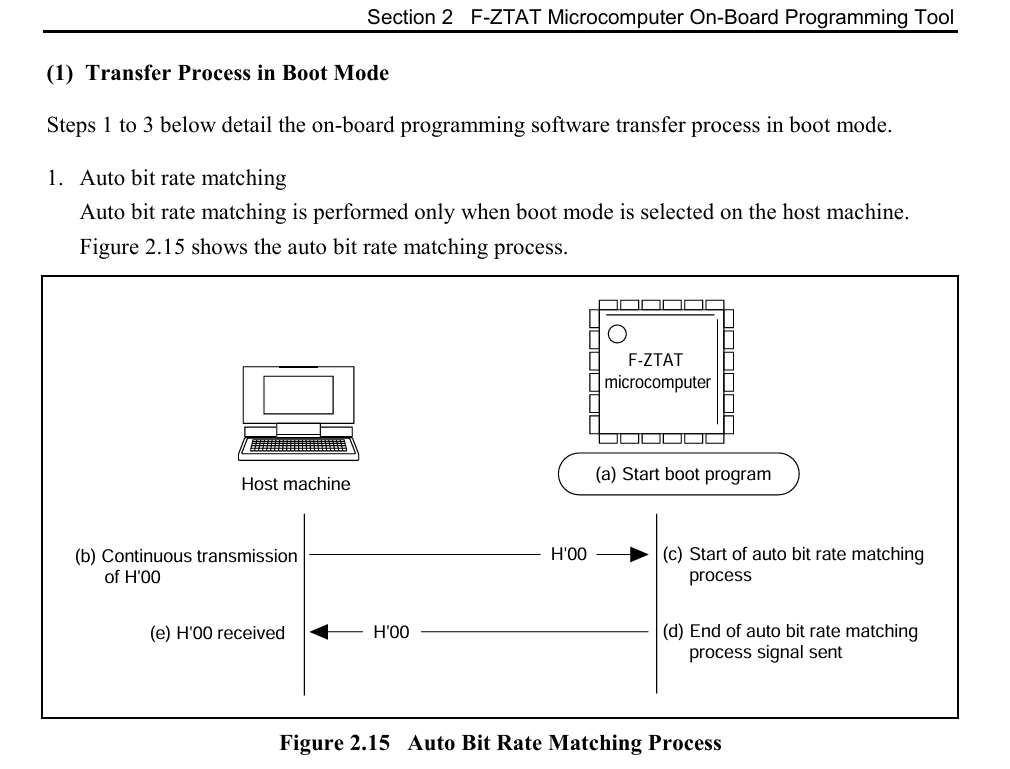 Section 2   F-ZTAT Microcomputer On-Board Programming Tool
(1)  Transfer Process in Boot Mode
Steps 1 to 3 below detail the on-board programming software transfer process in boot mode.
1.   Auto bit rate matching
Auto bit rate matching is performed only when boot mode is selected on the host machine.
Figure 2.15 shows the auto bit rate matching process.
F-ZTAT
microcomputer
Host machine
(a) Start boot program
(b) Continuous transmission
of H'00
H'00
(c) Start of auto bit rate matching
process
(e) H'00 received
H'00
(d) End of auto bit rate matching
process signal sent
Figure 2.15   Auto Bit Rate Matching Process